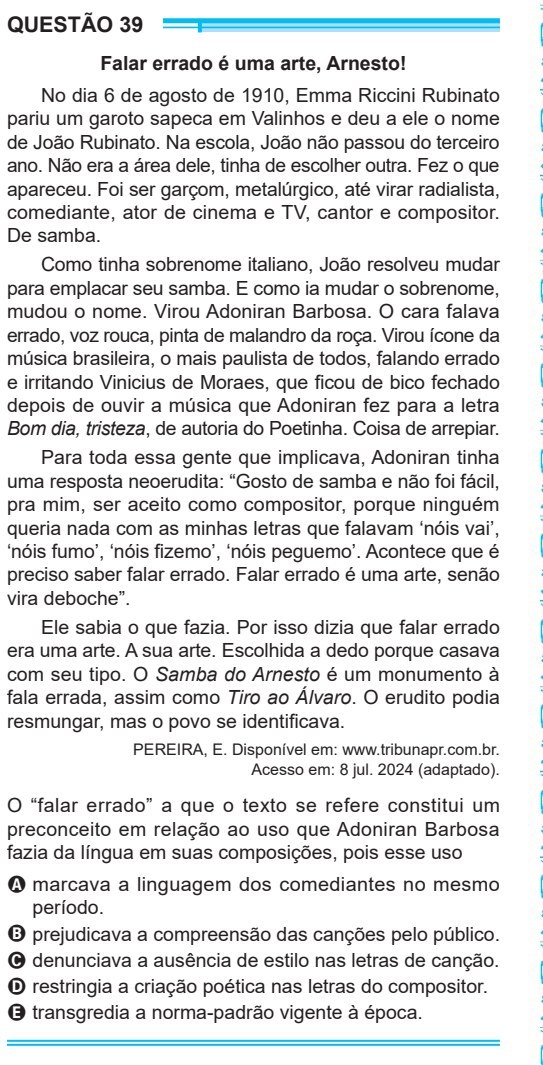 QUESTÃO 39
Falar errado é uma arte, Arnesto!
No dia 6 de agosto de 1910, Emma Riccini Rubinato
pariu um garoto sapeca em Valinhos e deu a ele o nome
de João Rubinato. Na escola, João não passou do terceiro
ano. Não era a área dele, tinha de escolher outra. Fez o que
apareceu. Foi ser garçom, metalúrgico, até virar radialista,
comediante, ator de cinema e TV, cantor e compositor.
De samba.
Como tinha sobrenome italiano, João resolveu mudar
para emplacar seu samba. E como ia mudar o sobrenome,
mudou o nome. Virou Adoniran Barbosa. O cara falava
errado, voz rouca, pinta de malandro da roça. Virou ícone da
música brasileira, o mais paulista de todos, falando errado
e irritando Vinicius de Moraes, que ficou de bico fechado
depois de ouvir a música que Adoniran fez para a letra
Bom dia, tristeza, de autoria do Poetinha. Coisa de arrepiar.
Para toda essa gente que implicava, Adoniran tinha
uma resposta neoerudita: “Gosto de samba e não foi fácil,
pra mim, ser aceito como compositor, porque ninguém
queria nada com as minhas letras que falavam ‘nóis vai’,
‘nóis fumo’, ‘nóis fizemo’, ‘nóis peguemo’. Acontece que é
preciso saber falar errado. Falar errado é uma arte, senão
vira deboche”.
Ele sabia o que fazia. Por isso dizia que falar errado
era uma arte. A sua arte. Escolhida a dedo porque casava
com seu tipo. O Samba do Arnesto é um monumento à
fala errada, assim como Tiro ao Álvaro. O erudito podia
resmungar, mas o povo se identificava.
PEREIRA, E. Disponível em: www.tribunapr.com.br.
Acesso em: 8 jul. 2024 (adaptado).
O “falar errado” a que o texto se refere constitui um
preconceito em relação ao uso que Adoniran Barbosa
fazia da língua em suas composições, pois esse uso
A marcava a linguagem dos comediantes no mesmo
período.
B prejudicava a compreensão das canções pelo público.
C denunciava a ausência de estilo nas letras de canção.
D restringia a criação poética nas letras do compositor.
E transgredia a norma-padrão vigente à época.